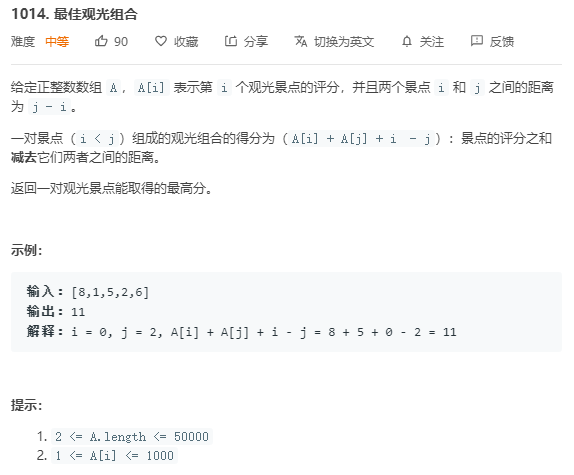 1014. 最佳观光组合
难度 中等 90 收藏 分享 切换为英文 关注 反馈
给定正整数数组 A，A[i] 表示第 i 个观光景点的评分，并且两个景点 i 和 j 之间的距离
为 j - i。
一对景点（i < j）组成的观光组合的得分为（A[i] + A[j] + i - j）：景点的评分之和
减去它们两者之间的距离。
返回一对观光景点能取得的最高分。
示例：
输入：[8,1,5,2,6]
输出：11
解释：i = 0, j = 2, A[i] + A[j] + i - j = 8 + 5 + 0 - 2 = 11
提示：
1. 2 <= A.length <= 50000
2. 1 <= A[i] <= 1000